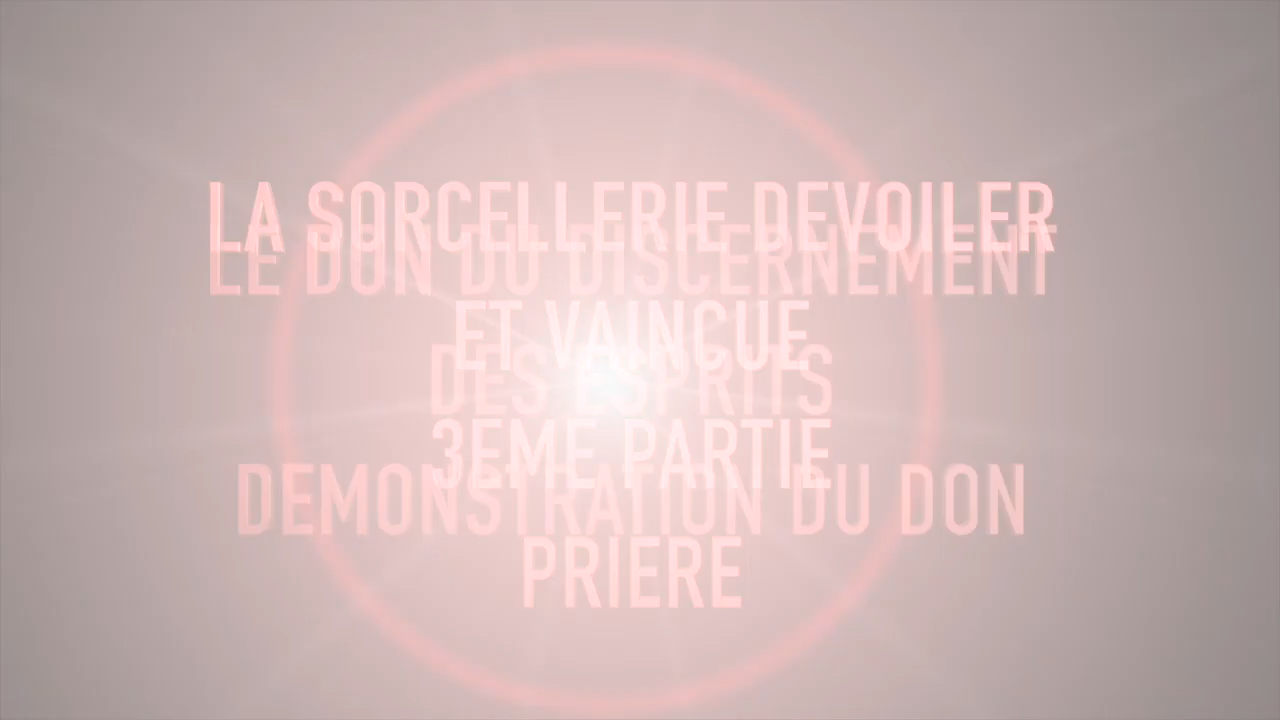 LA SORCELLERIE DEVOILER
LE DON DU DISCERNEMENT
ET VAINCUE
DES ESPRITS
3EME PARTIE
DEMONSTRATION DU DON
PRIERE